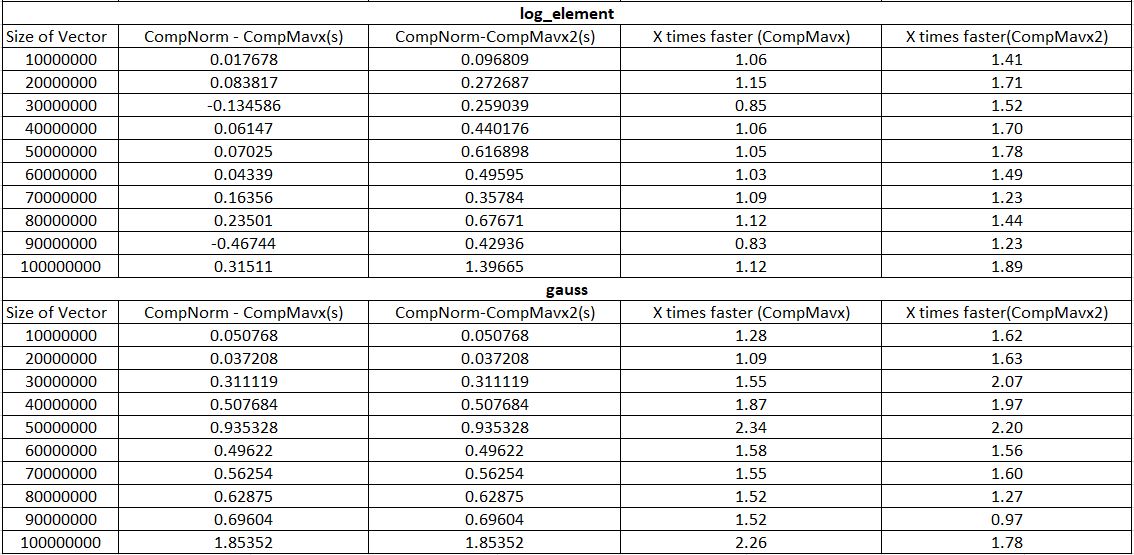 log_element
Size of Vector CompNorm - CompMavx(s) CompNorm-CompMavx2(s) X times faster (CompMavx) X times faster(CompMavx2)
10000000 0.017678 0.096809 1.06 1.41
20000000 0.083817 0.272687 1.15 1.71
30000000 -0.134586 0.259039 0.85 1.52
40000000 0.06147 0.440176 1.06 1.70
50000000 0.07025 0.616898 1.05 1.78
60000000 0.04339 0.49595 1.03 1.49
70000000 0.16356 0.35784 1.09 1.23
80000000 0.23501 0.67671 1.12 1.44
90000000 -0.46744 0.42936 0.83 1.23
100000000 0.31511 1.39665 1.12 1.89
gauss
Size of Vector CompNorm - CompMavx(s) CompNorm-CompMavx2(s) X times faster (CompMavx) X times faster(CompMavx2)
10000000 0.050768 0.050768 1.28 1.62
20000000 0.037208 0.037208 1.09 1.63
30000000 0.311119 0.311119 1.55 2.07
40000000 0.507684 0.507684 1.87 1.97
50000000 0.935328 0.935328 2.34 2.20
60000000 0.49622 0.49622 1.58 1.56
70000000 0.56254 0.56254 1.55 1.60
80000000 0.62875 0.62875 1.52 1.27
90000000 0.69604 0.69604 1.52 0.97
100000000 1.85352 1.85352 2.26 1.78